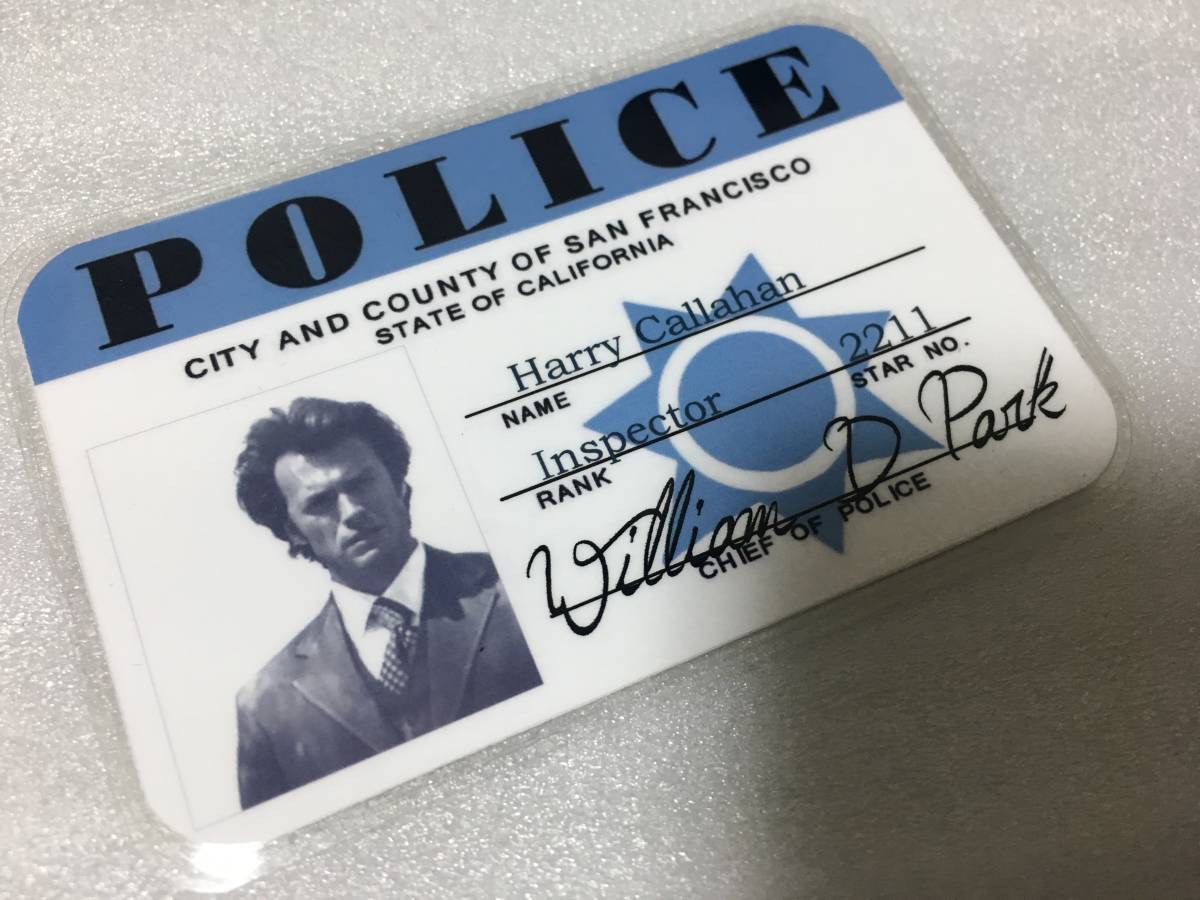 POLICE
CITY AND COUNTY OF SAN FRANCISCO
STATE OF CALIFORNIA
Harry Callahan
NAME
Inspector 2211
RANK STAR NO.
William D Park
CHIEF OF POLICE